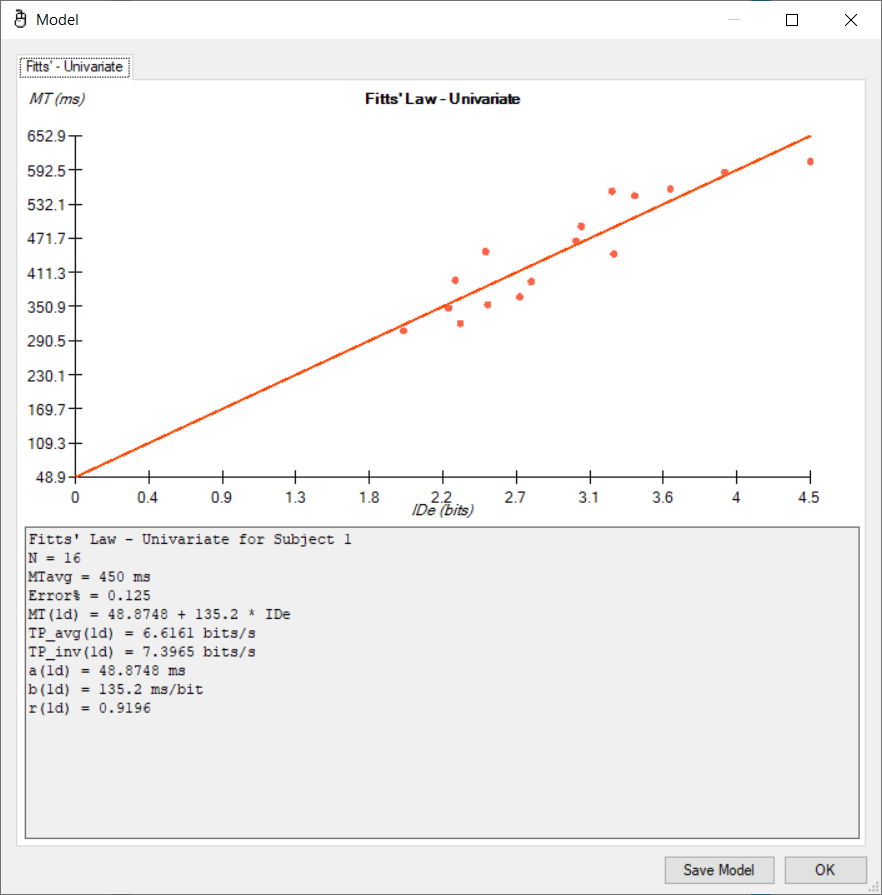 Model
Fitts' - Univariate
MT (ms)
Fitts' Law - Univariate
652.9
592.5
532.1
471.7
411.3
350.9
290.5
230.1
169.7
109.3
48.9
0 0.4 0.9 1.3 1.8 2.2 2.7 3.1 3.6 4 4.5
IDe (bits)
Fitts' Law - Univariate for Subject 1
N = 16
MTavg = 450 ms
Error% = 0.125
MT(1d) = 48.8748 + 135.2 * IDe
TP_avg(1d) = 6.6161 bits/s
TP_inv(1d) = 7.3965 bits/s
a(1d) = 48.8748 ms
b(1d) = 135.2 ms/bit
r(1d) = 0.9196
Save Model OK